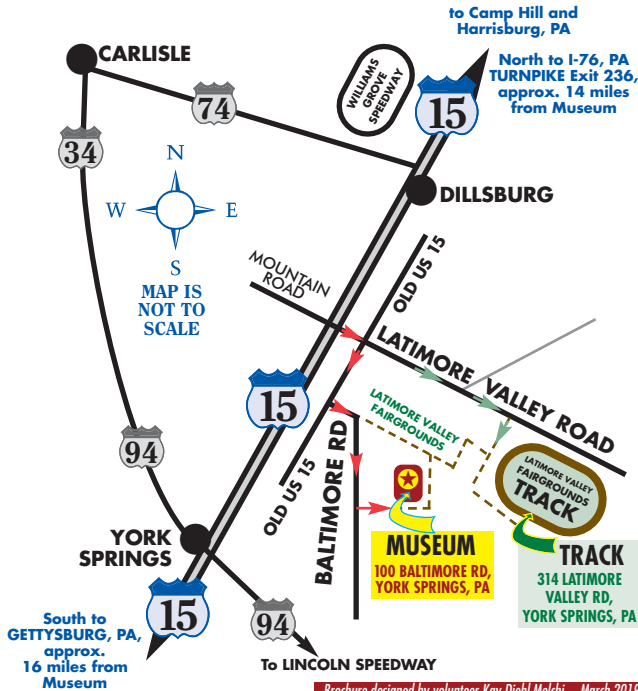 to Camp Hill and
Harrisburg, PA
North to I-76, PA
TURNPIKE Exit 236,
approx. 14 miles
from Museum
CARLISLE
WILLIAMS
GROVE
SPEEDWAY
15
74
34
DILLSBURG
N
W
E
S
MAP IS
NOT TO
SCALE
MOUNTAIN
ROAD
OLD US 15
LATIMORE VALLEY ROAD
15
LATIMORE VALLEY
FAIRGROUNDS
94
OLD US 15
BALTIMORE RD
LATIMORE VALLEY
FAIRGROUNDS
TRACK
YORK
SPRINGS
MUSEUM
100 BALTIMORE RD,
YORK SPRINGS, PA
TRACK
314 LATIMORE
VALLEY RD,
YORK SPRINGS, PA
15
94
South to
GETTYSBURG, PA,
approx.
16 miles from
Museum
To LINCOLN SPEEDWAY
Brochure designed by volunteer Kay Diehl